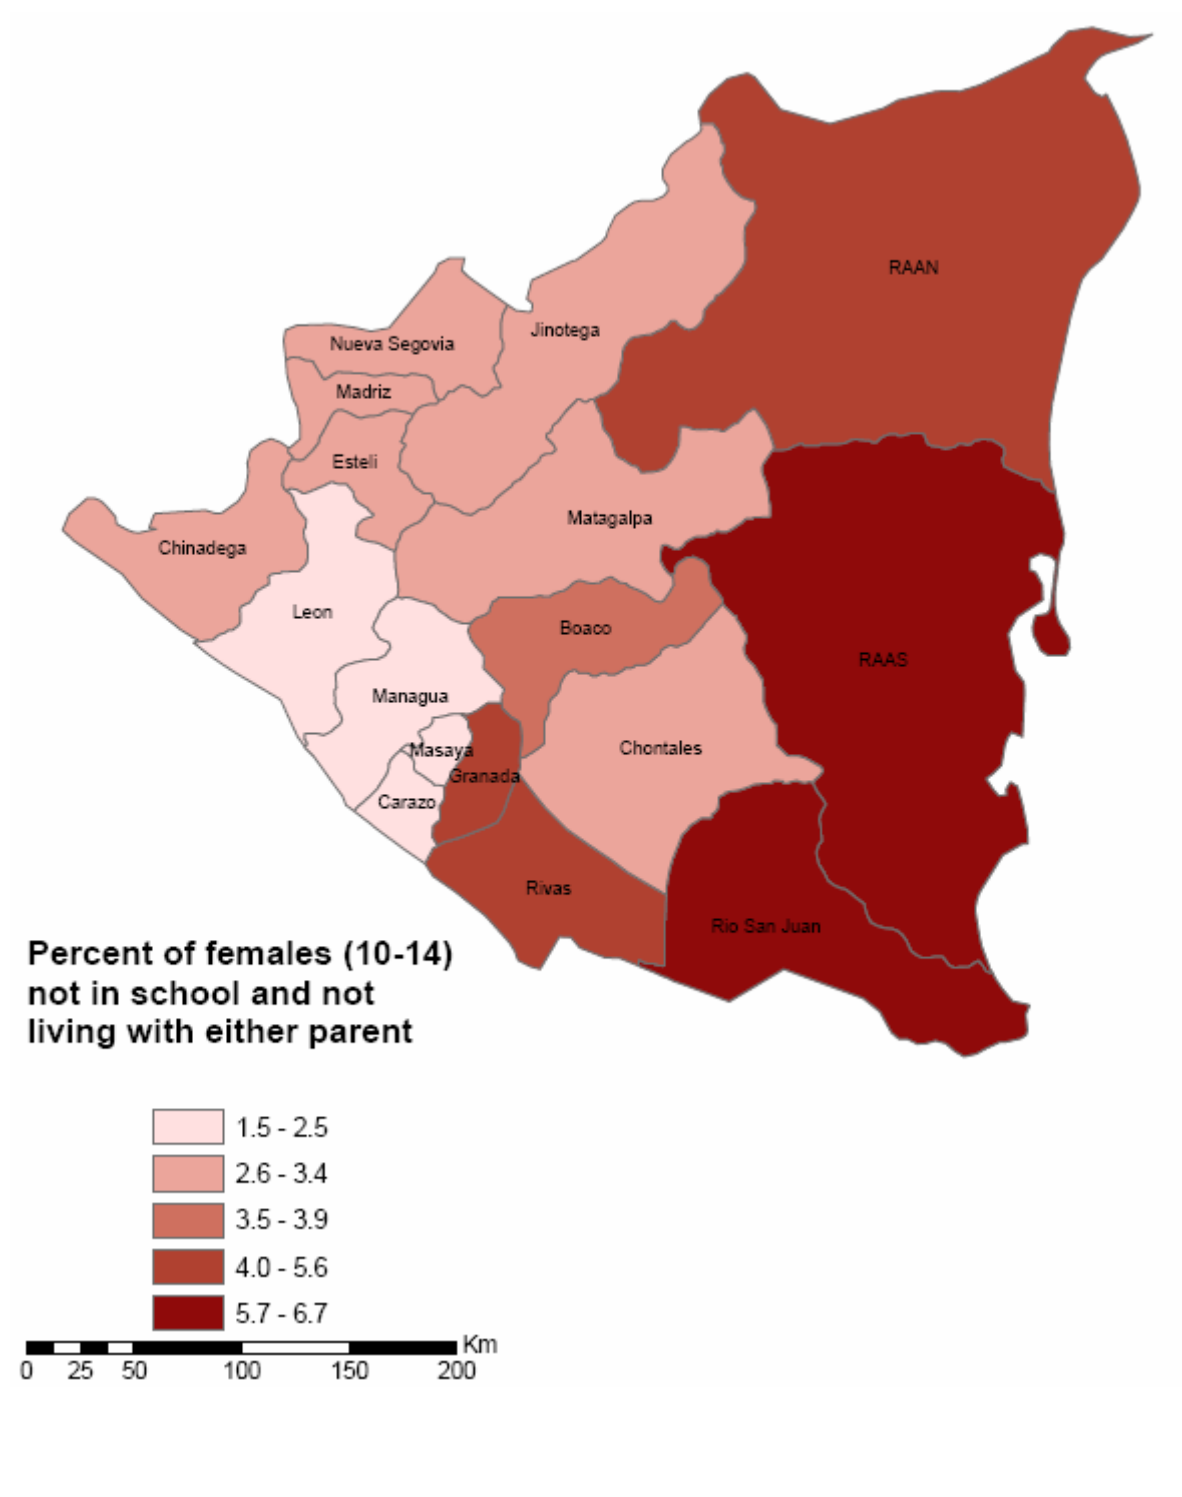 RAAN
Jinotega
Nueva Segovia
Madriz
Esteli
Matagalpa
Chinadega
Leon
Boaco
RAAS
Managua
Masaya
Chontales
Granada
Carazo
Rivas
Rio San Juan
Percent of females (10-14)
not in school and not
living with either parent
1.5 - 2.5
2.6 - 3.4
3.5 - 3.9
4.0 - 5.6
5.7 - 6.7
Km
0 25 50 100 150 200